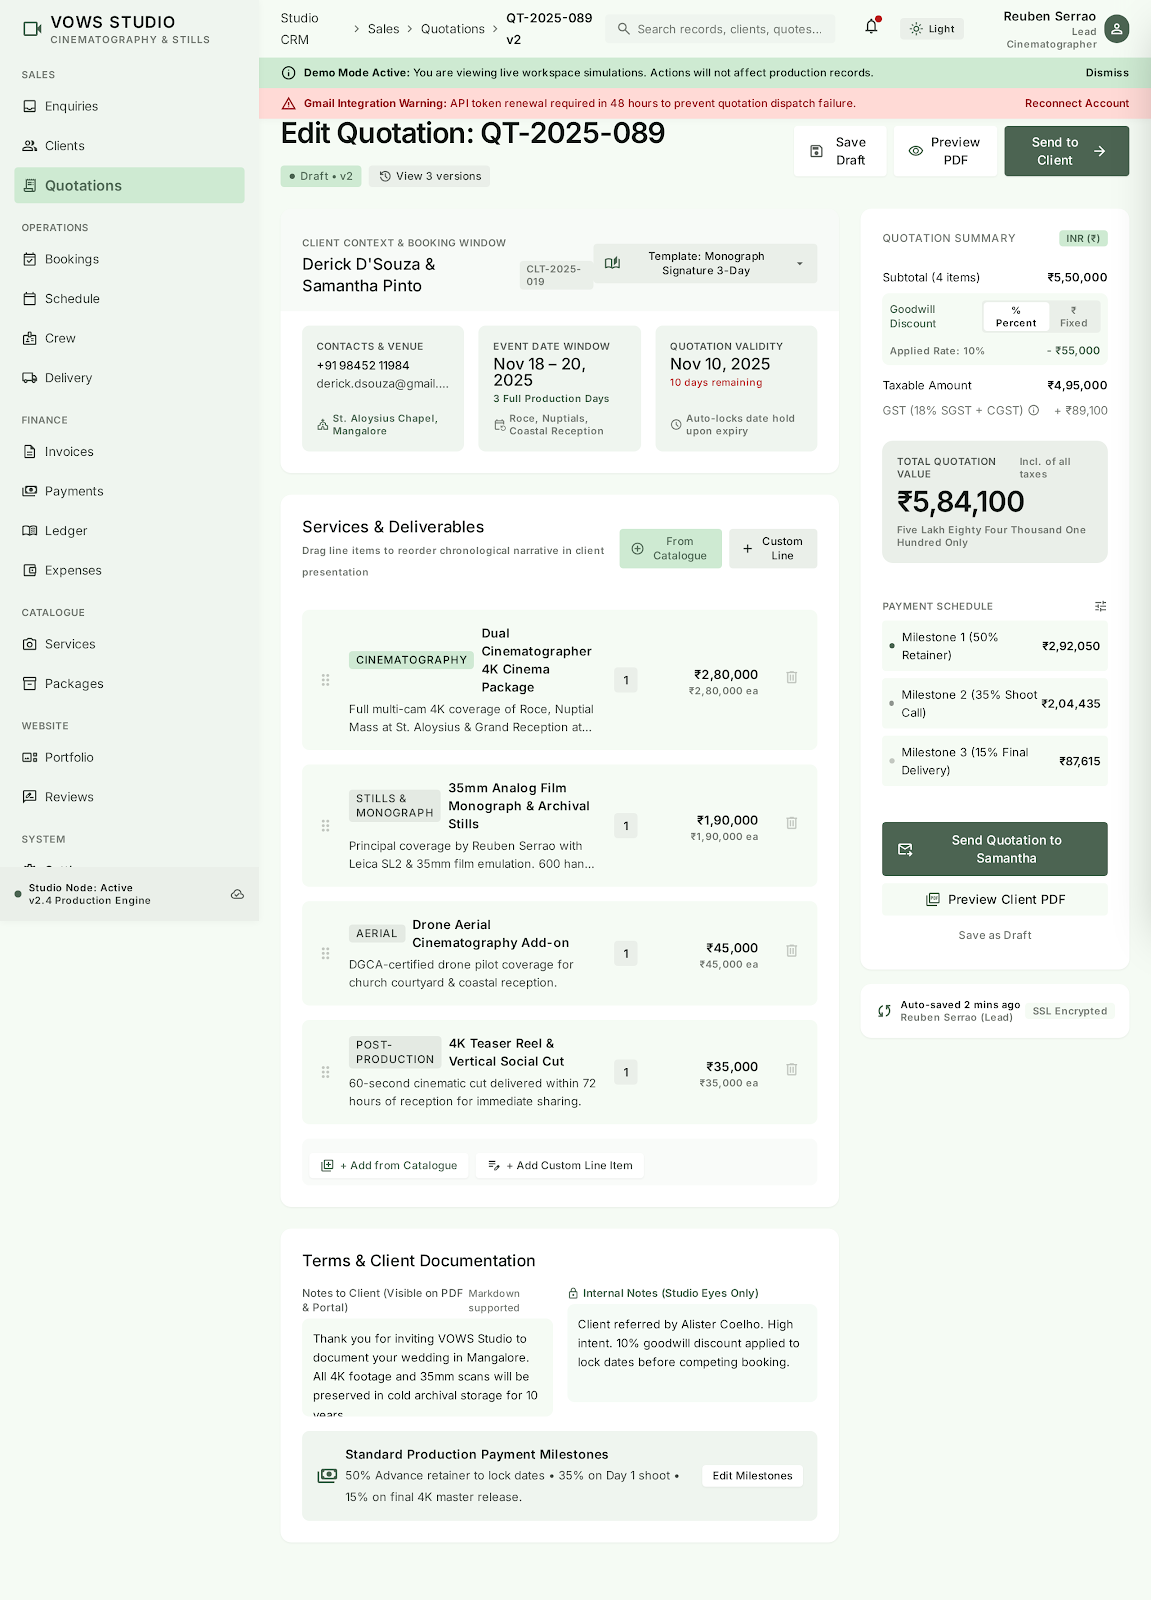 VOWS STUDIO
CINEMATOGRAPHY & STILLS
SALES
Enquiries
Clients
Quotations
OPERATIONS
Bookings
Schedule
Crew
Delivery
FINANCE
Invoices
Payments
Ledger
Expenses
CATALOGUE
Services
Packages
WEBSITE
Portfolio
Reviews
SYSTEM
Studio Node: Active
v2.4 Production Engine
Studio CRM
Sales
Quotations
QT-2025-089 v2
Search records, clients, quotes...
Light
Reuben Serrao
Lead
Cinematographer
Demo Mode Active: You are viewing live workspace simulations. Actions will not affect production records.
Dismiss
Gmail Integration Warning: API token renewal required in 48 hours to prevent quotation dispatch failure.
Reconnect Account
Edit Quotation: QT-2025-089
Draft • v2
View 3 versions
Save
Draft
Preview
PDF
Send to
Client
CLIENT CONTEXT & BOOKING WINDOW
Derick D'Souza &
Samantha Pinto
CLT-2025-
019
Template: Monograph
Signature 3-Day
CONTACTS & VENUE
+91 98452 11984
derick.dsouza@gmail....
St. Aloysius Chapel,
Mangalore
EVENT DATE WINDOW
Nov 18 – 20,
2025
3 Full Production Days
Roce, Nuptials,
Coastal Reception
QUOTATION VALIDITY
Nov 10, 2025
10 days remaining
Auto-locks date hold
upon expiry
Services & Deliverables
Drag line items to reorder chronological narrative in client
presentation
From
Catalogue
Custom
Line
CINEMATOGRAPHY
Dual
Cinematographer
4K Cinema
Package
Full multi-cam 4K coverage of Roce, Nuptial
Mass at St. Aloysius & Grand Reception at...
1
₹2,80,000
₹2,80,000 ea
STILLS &
MONOGRAPH
35mm Analog Film
Monograph & Archival
Stills
Principal coverage by Reuben Serrao with
Leica SL2 & 35mm film emulation. 600 han...
1
₹1,90,000
₹1,90,000 ea
AERIAL
Drone Aerial
Cinematography Add-on
DGCA-certified drone pilot coverage for
church courtyard & coastal reception.
1
₹45,000
₹45,000 ea
POST-
PRODUCTION
4K Teaser Reel &
Vertical Social Cut
60-second cinematic cut delivered within 72
hours of reception for immediate sharing.
1
₹35,000
₹35,000 ea
+ Add from Catalogue
+ Add Custom Line Item
Terms & Client Documentation
Notes to Client (Visible on PDF
& Portal)
Markdown
supported
Thank you for inviting VOWS Studio to
document your wedding in Mangalore.
All 4K footage and 35mm scans will be
preserved in cold archival storage for 10
years
Internal Notes (Studio Eyes Only)
Client referred by Alister Coelho. High
intent. 10% goodwill discount applied to
lock dates before competing booking.
Standard Production Payment Milestones
50% Advance retainer to lock dates • 35% on Day 1 shoot •
15% on final 4K master release.
Edit Milestones
QUOTATION SUMMARY
INR (₹)
Subtotal (4 items)
₹5,50,000
Goodwill
Discount
%
Percent
₹
Fixed
Applied Rate: 10%
- ₹55,000
Taxable Amount
₹4,95,000
GST (18% SGST + CGST)
+ ₹89,100
TOTAL QUOTATION
VALUE
Incl. of all
taxes
₹5,84,100
Five Lakh Eighty Four Thousand One
Hundred Only
PAYMENT SCHEDULE
Milestone 1 (50%
Retainer)
₹2,92,050
Milestone 2 (35% Shoot
Call)
₹2,04,435
Milestone 3 (15% Final
Delivery)
₹87,615
Send Quotation to
Samantha
PDF
Preview Client PDF
Save as Draft
Auto-saved 2 mins ago
Reuben Serrao (Lead)
SSL Encrypted